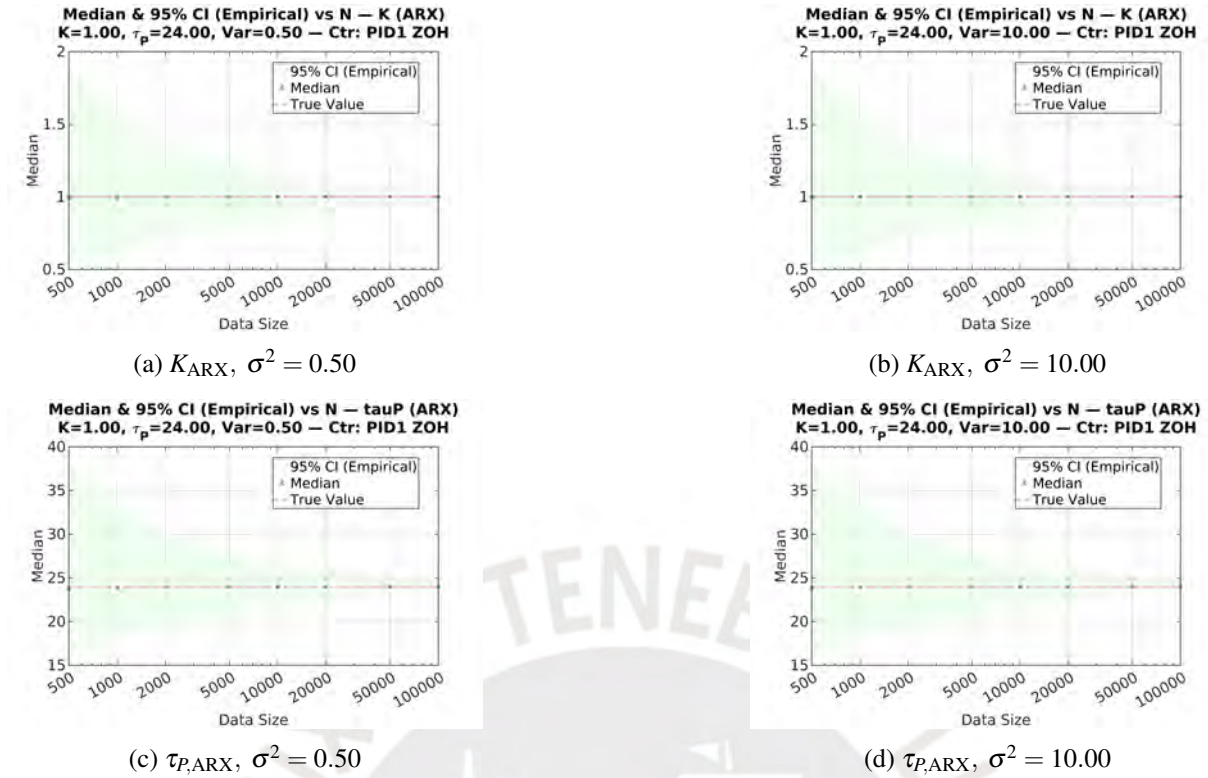 Median & 95% CI (Empirical) vs N — K (ARX)
K=1.00, τP=24.00, Var=0.50 — Ctr: PID1 ZOH
95% CI (Empirical)
Median
True Value
Median
2
1.5
1
0.5
500 1000 2000 5000 10000 20000 50000 100000
Data Size
(a) K_ARX, σ² = 0.50
Median & 95% CI (Empirical) vs N — K (ARX)
K=1.00, τP=24.00, Var=10.00 — Ctr: PID1 ZOH
95% CI (Empirical)
Median
True Value
Median
2
1.5
1
0.5
500 1000 2000 5000 10000 20000 50000 100000
Data Size
(b) K_ARX, σ² = 10.00
Median & 95% CI (Empirical) vs N — tauP (ARX)
K=1.00, τP=24.00, Var=0.50 — Ctr: PID1 ZOH
95% CI (Empirical)
Median
True Value
Median
40
35
30
25
20
15
500 1000 2000 5000 10000 20000 50000 100000
Data Size
(c) τ_P,ARX, σ² = 0.50
Median & 95% CI (Empirical) vs N — tauP (ARX)
K=1.00, τP=24.00, Var=10.00 — Ctr: PID1 ZOH
95% CI (Empirical)
Median
True Value
Median
40
35
30
25
20
15
500 1000 2000 5000 10000 20000 50000 100000
Data Size
(d) τ_P,ARX, σ² = 10.00